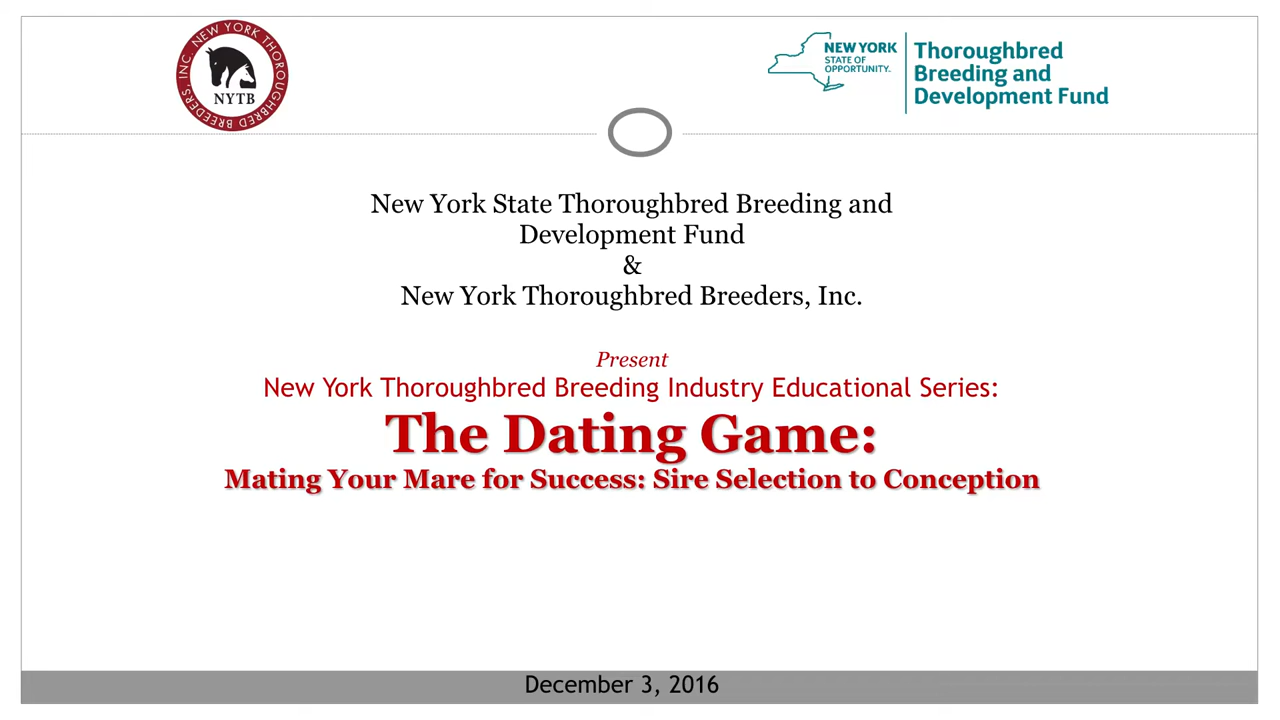 NEW YORK THOROUGHBRED BREEDERS, INC.
NYTB
NEW YORK
STATE OF
OPPORTUNITY.
Thoroughbred
Breeding and
Development Fund
New York State Thoroughbred Breeding and
Development Fund
&
New York Thoroughbred Breeders, Inc.
Present
New York Thoroughbred Breeding Industry Educational Series:
The Dating Game:
Mating Your Mare for Success: Sire Selection to Conception
December 3, 2016